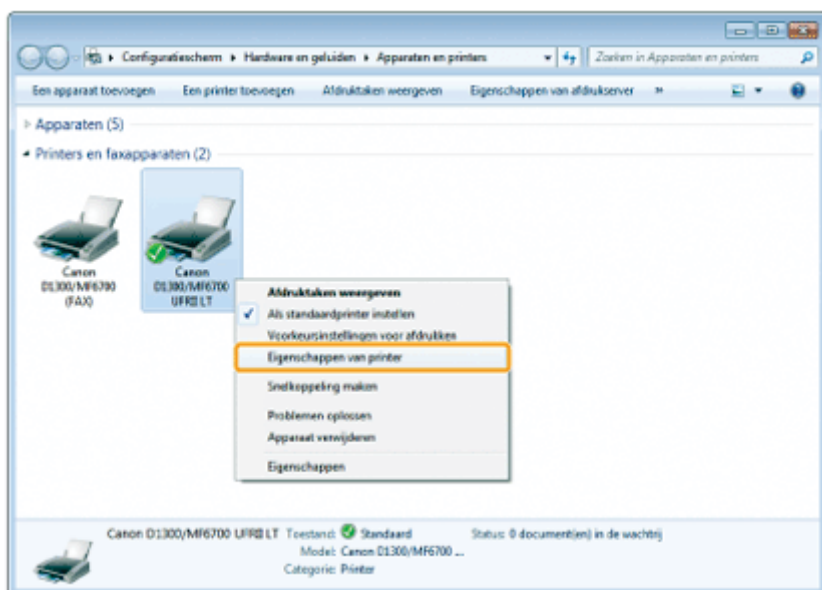 Configuratiescherm ▸ Hardware en geluiden ▸ Apparaten en printers
Zoeken in Apparaten en printers
Een apparaat toevoegen Een printer toevoegen Afdruktaken weergeven Eigenschappen van afdrukserver »
Apparaten (5)
Printers en faxapparaten (2)
Canon
D1300/MF6700
(FAX)
Canon
D1300/MF6700
UFRII LT
Afdruktaken weergeven
Als standaardprinter instellen
Voorkeursinstellingen voor afdrukken
Eigenschappen van printer
Snelkoppeling maken
Problemen oplossen
Apparaat verwijderen
Eigenschappen
Canon D1300/MF6700 UFRII LT Toestand: Standaard Status: 0 document(en) in de wachtrij
Model: Canon D1300/MF6700 ...
Categorie: Printer